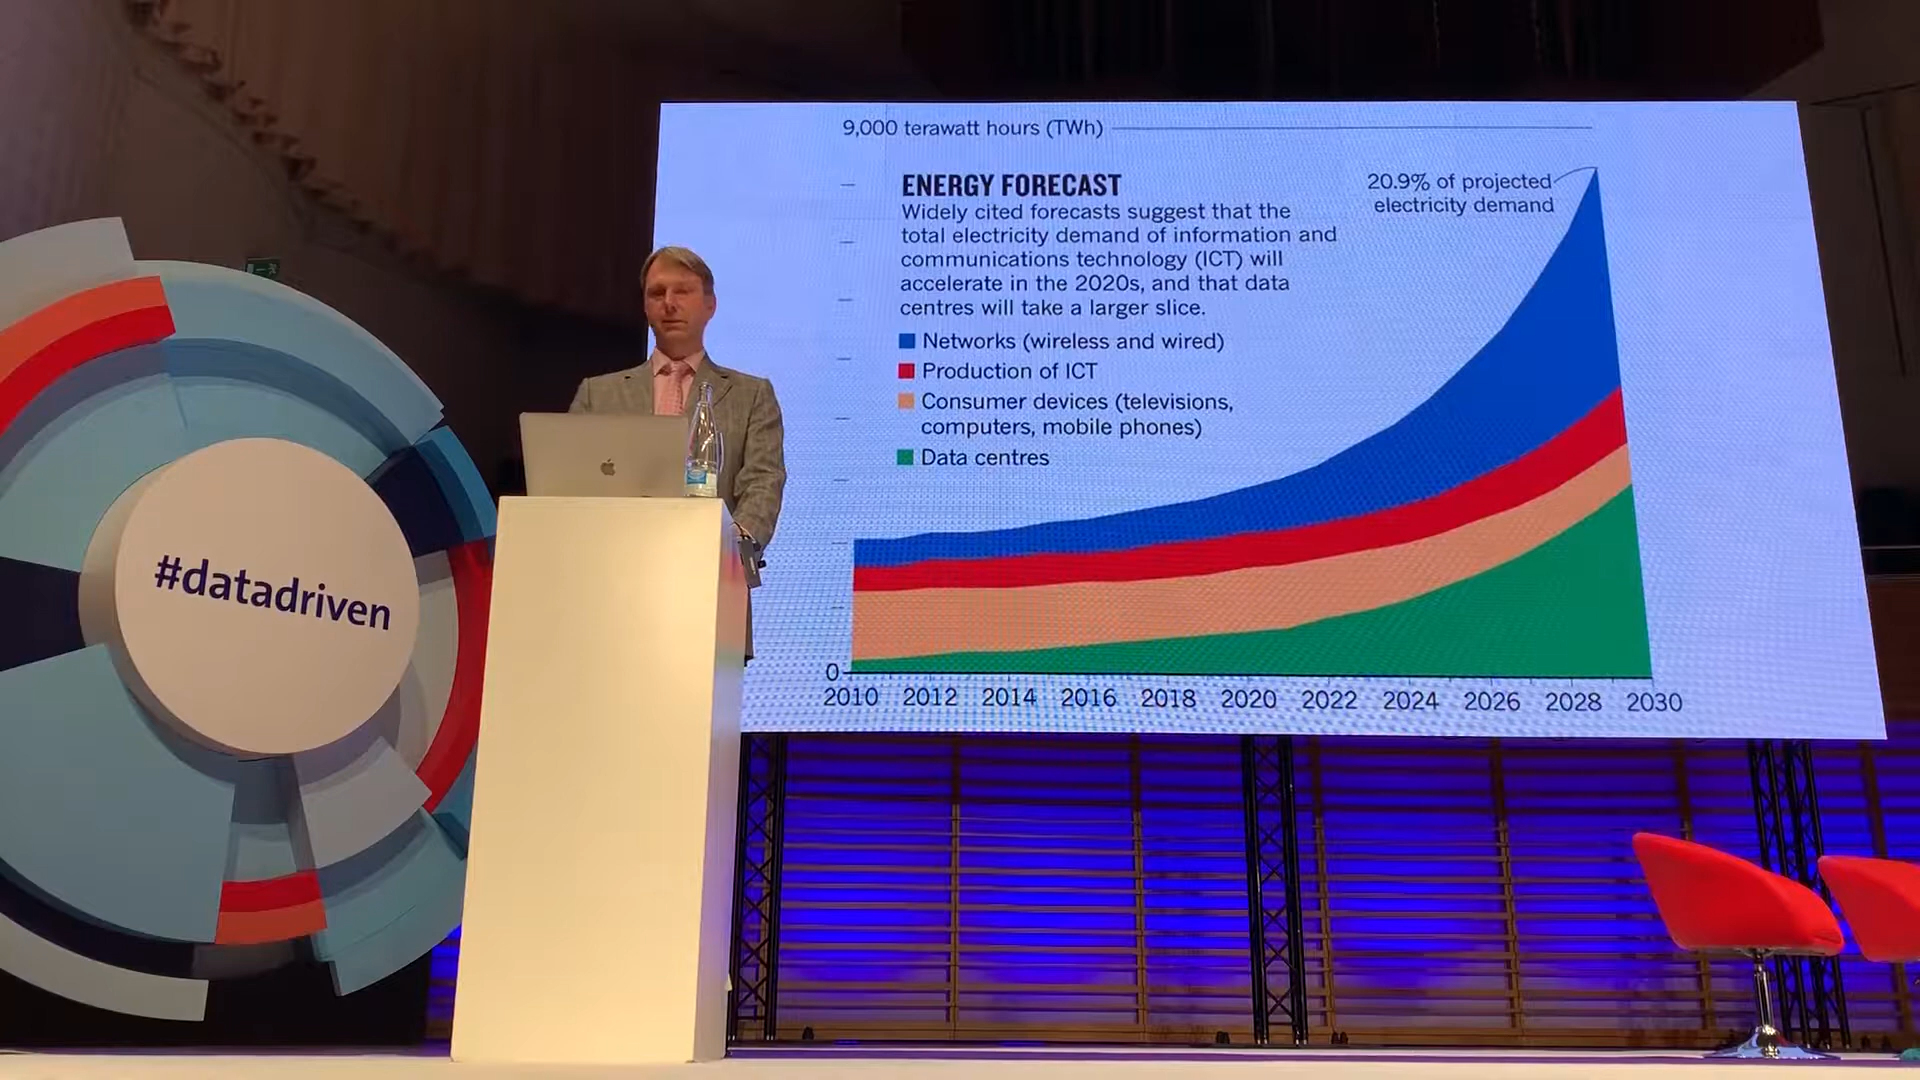 9,000 terawatt hours (TWh)
ENERGY FORECAST
Widely cited forecasts suggest that the
total electricity demand of information and
communications technology (ICT) will
accelerate in the 2020s, and that data
centres will take a larger slice.
20.9% of projected
electricity demand
Networks (wireless and wired)
Production of ICT
Consumer devices (televisions,
computers, mobile phones)
Data centres
0
2010 2012 2014 2016 2018 2020 2022 2024 2026 2028 2030
#datadriven